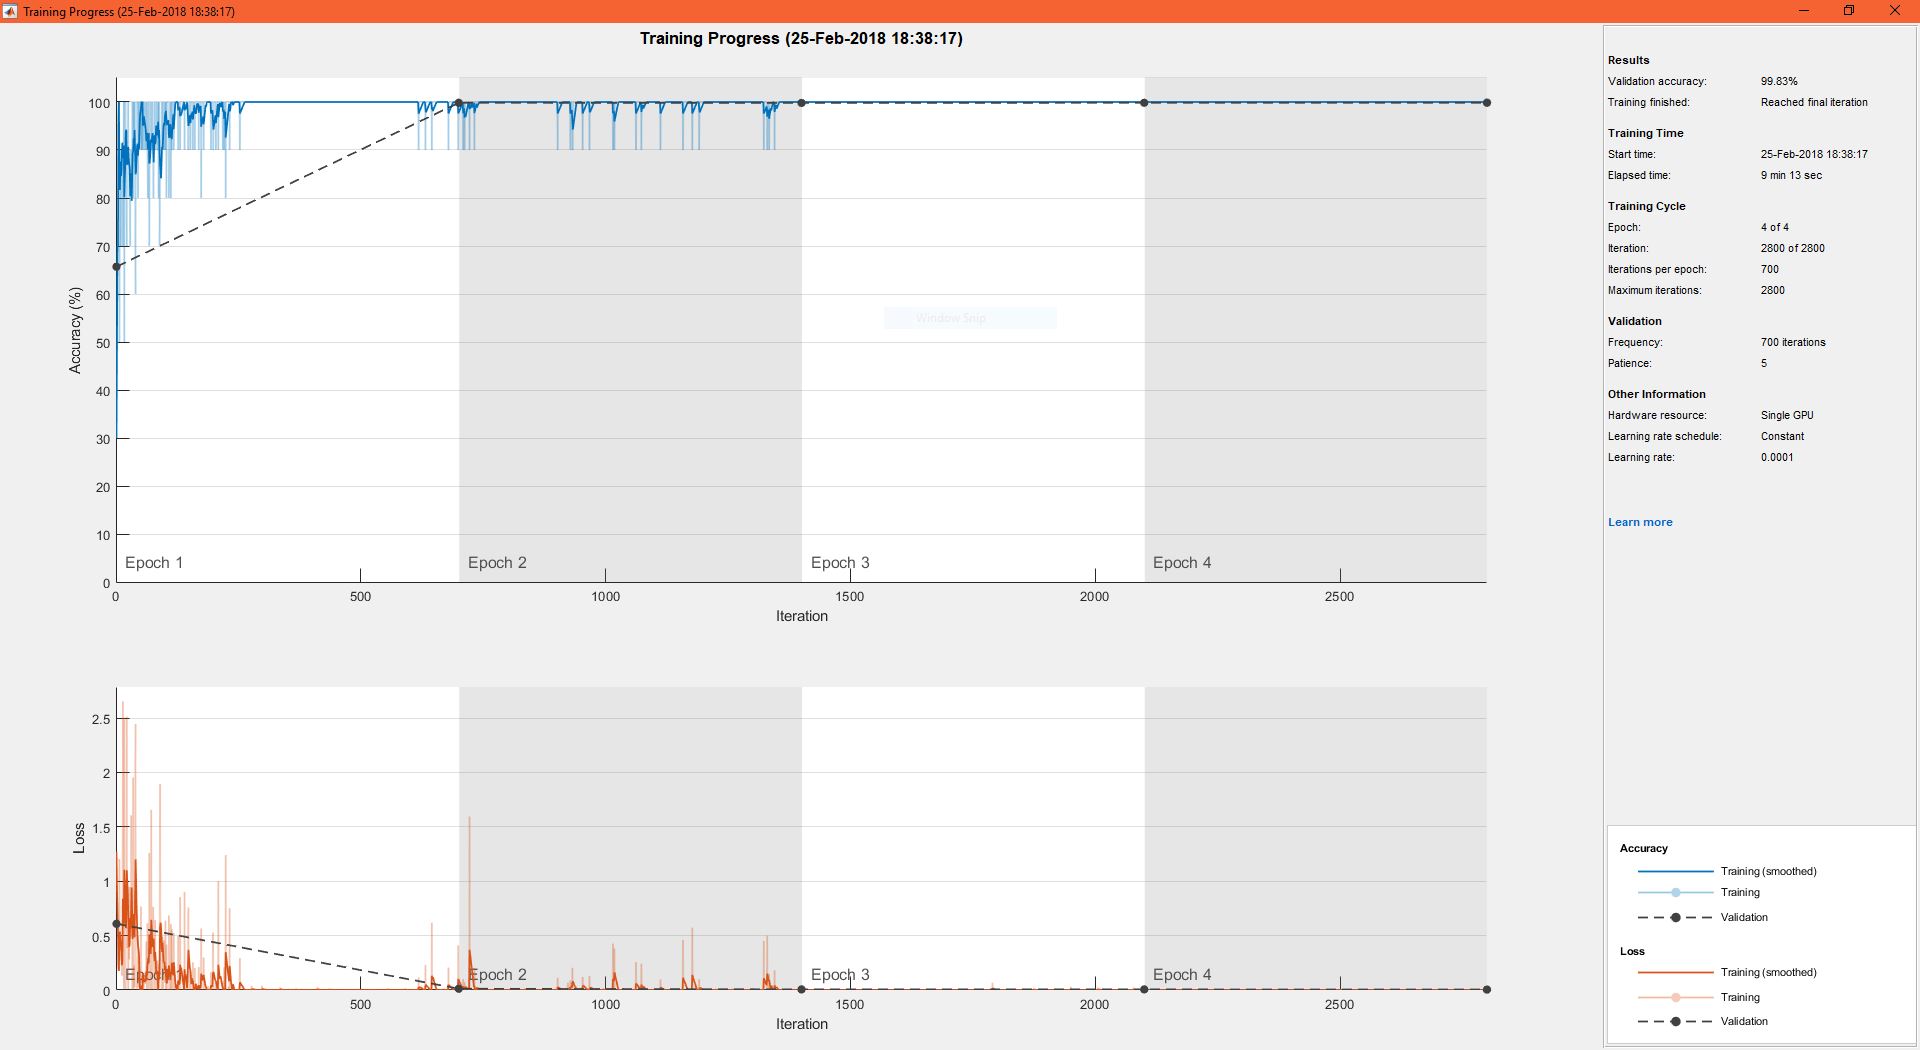 Training Progress (25-Feb-2018 18:38:17)
Training Progress (25-Feb-2018 18:38:17)
100
90
80
70
60
50
40
30
20
10
0
Accuracy (%)
Window Snip
Epoch 1 Epoch 2 Epoch 3 Epoch 4
0 500 1000 1500 2000 2500
Iteration
2.5
2
1.5
1
0.5
0
Loss
Epoch 1 Epoch 2 Epoch 3 Epoch 4
0 500 1000 1500 2000 2500
Iteration
Results
Validation accuracy: 99.83%
Training finished: Reached final iteration
Training Time
Start time: 25-Feb-2018 18:38:17
Elapsed time: 9 min 13 sec
Training Cycle
Epoch: 4 of 4
Iteration: 2800 of 2800
Iterations per epoch: 700
Maximum iterations: 2800
Validation
Frequency: 700 iterations
Patience: 5
Other Information
Hardware resource: Single GPU
Learning rate schedule: Constant
Learning rate: 0.0001
Learn more
Accuracy
Training (smoothed)
Training
Validation
Loss
Training (smoothed)
Training
Validation